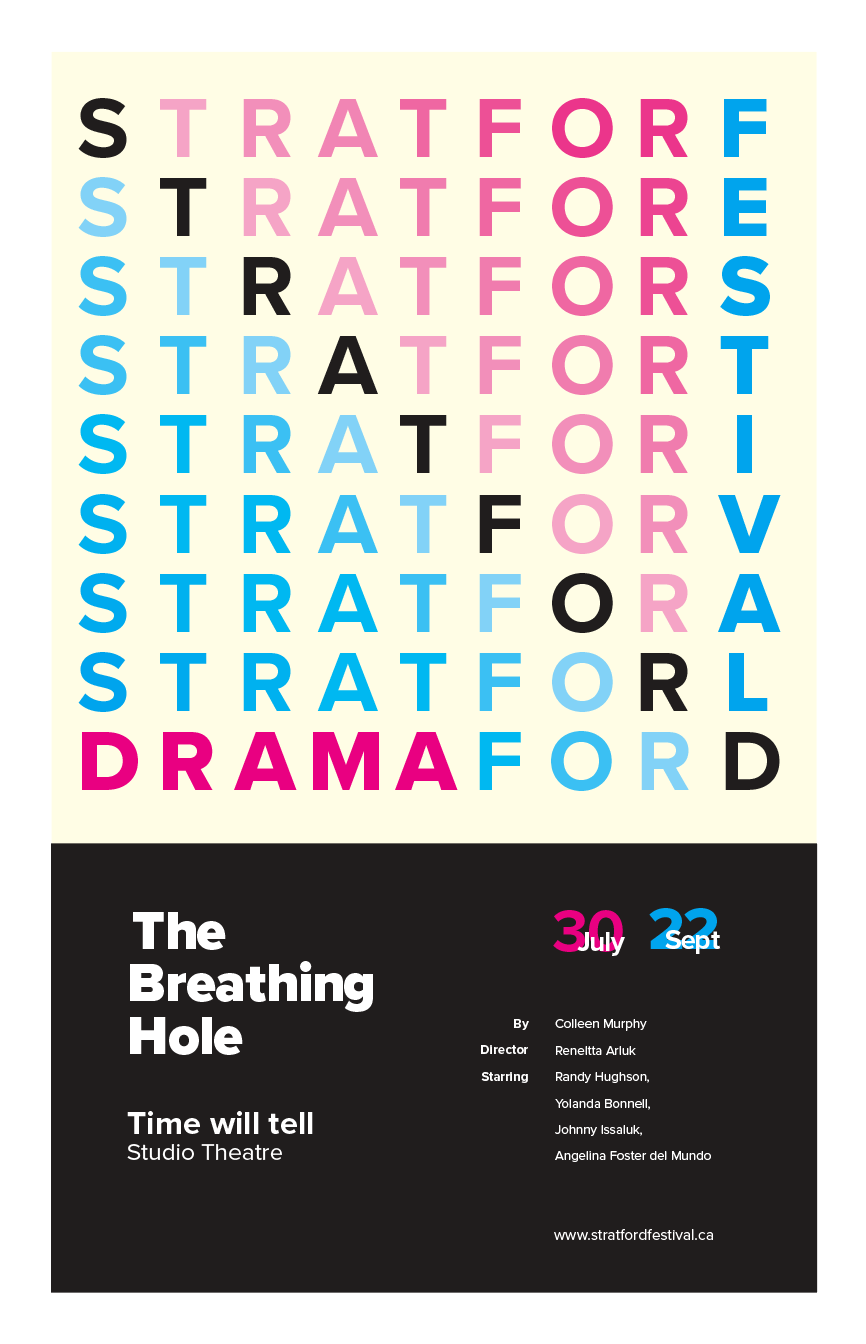 STRATFORF
STRATFORE
STRATFORS
STRATFORT
STRATFORI
STRATFORV
STRATFORA
STRATFORL
DRAMAFORD
The
Breathing
Hole
Time will tell
Studio Theatre
30 July 22 Sept
By Colleen Murphy
Director Reneltta Arluk
Starring Randy Hughson,
Yolanda Bonnell,
Johnny Issaluk,
Angelina Foster del Mundo
www.stratfordfestival.ca